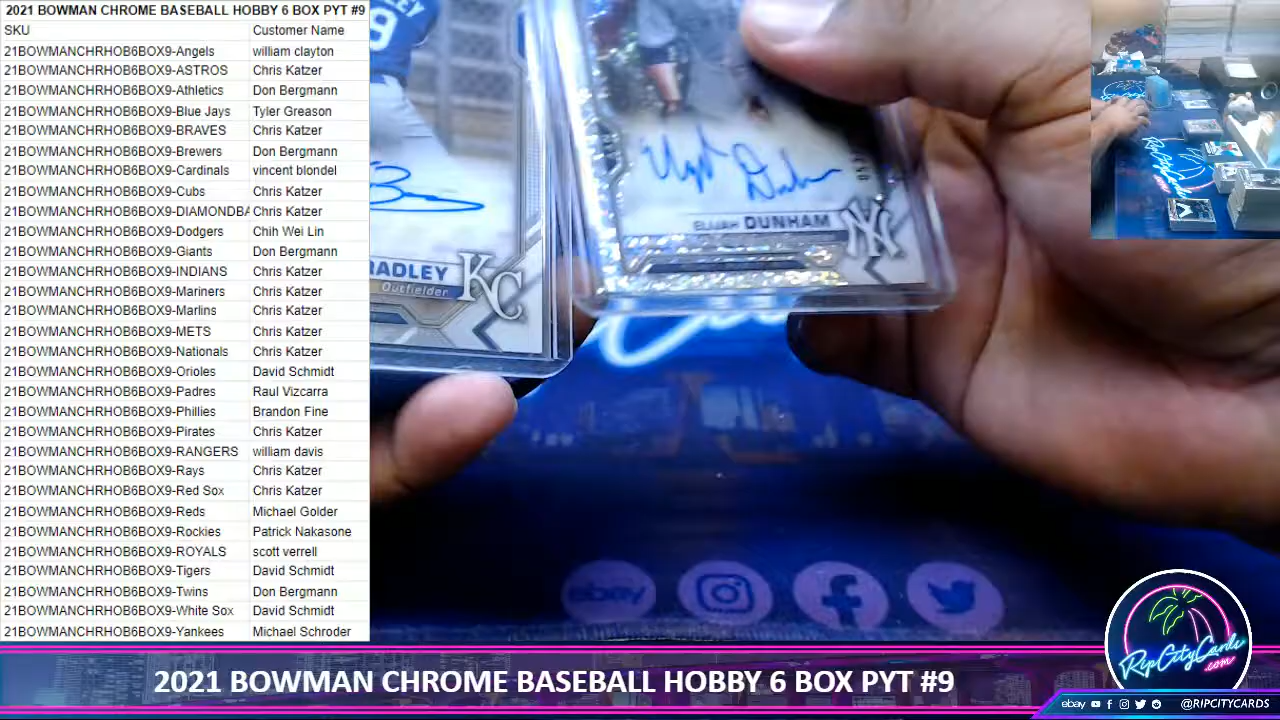 2021 BOWMAN CHROME BASEBALL HOBBY 6 BOX PYT #9
SKU Customer Name
21BOWMANCHRHOB6BOX9-Angels william clayton
21BOWMANCHRHOB6BOX9-ASTROS Chris Katzer
21BOWMANCHRHOB6BOX9-Athletics Don Bergmann
21BOWMANCHRHOB6BOX9-Blue Jays Tyler Greason
21BOWMANCHRHOB6BOX9-BRAVES Chris Katzer
21BOWMANCHRHOB6BOX9-Brewers Don Bergmann
21BOWMANCHRHOB6BOX9-Cardinals vincent blondel
21BOWMANCHRHOB6BOX9-Cubs Chris Katzer
21BOWMANCHRHOB6BOX9-DIAMONDBA Chris Katzer
21BOWMANCHRHOB6BOX9-Dodgers Chih Wei Lin
21BOWMANCHRHOB6BOX9-Giants Don Bergmann
21BOWMANCHRHOB6BOX9-INDIANS Chris Katzer
21BOWMANCHRHOB6BOX9-Mariners Chris Katzer
21BOWMANCHRHOB6BOX9-Marlins Chris Katzer
21BOWMANCHRHOB6BOX9-METS Chris Katzer
21BOWMANCHRHOB6BOX9-Nationals Chris Katzer
21BOWMANCHRHOB6BOX9-Orioles David Schmidt
21BOWMANCHRHOB6BOX9-Padres Raul Vizcarra
21BOWMANCHRHOB6BOX9-Phillies Brandon Fine
21BOWMANCHRHOB6BOX9-Pirates Chris Katzer
21BOWMANCHRHOB6BOX9-RANGERS william davis
21BOWMANCHRHOB6BOX9-Rays Chris Katzer
21BOWMANCHRHOB6BOX9-Red Sox Chris Katzer
21BOWMANCHRHOB6BOX9-Reds Michael Golder
21BOWMANCHRHOB6BOX9-Rockies Patrick Nakasone
21BOWMANCHRHOB6BOX9-ROYALS scott verrell
21BOWMANCHRHOB6BOX9-Tigers David Schmidt
21BOWMANCHRHOB6BOX9-Twins Don Bergmann
21BOWMANCHRHOB6BOX9-White Sox David Schmidt
21BOWMANCHRHOB6BOX9-Yankees Michael Schroder
LEY
9
RADLEY
Outfielder
KC
ELIJAH DUNHAM
NY
ebay
RipCityCards
.com
2021 BOWMAN CHROME BASEBALL HOBBY 6 BOX PYT #9
ebay @RIPCITYCARDS